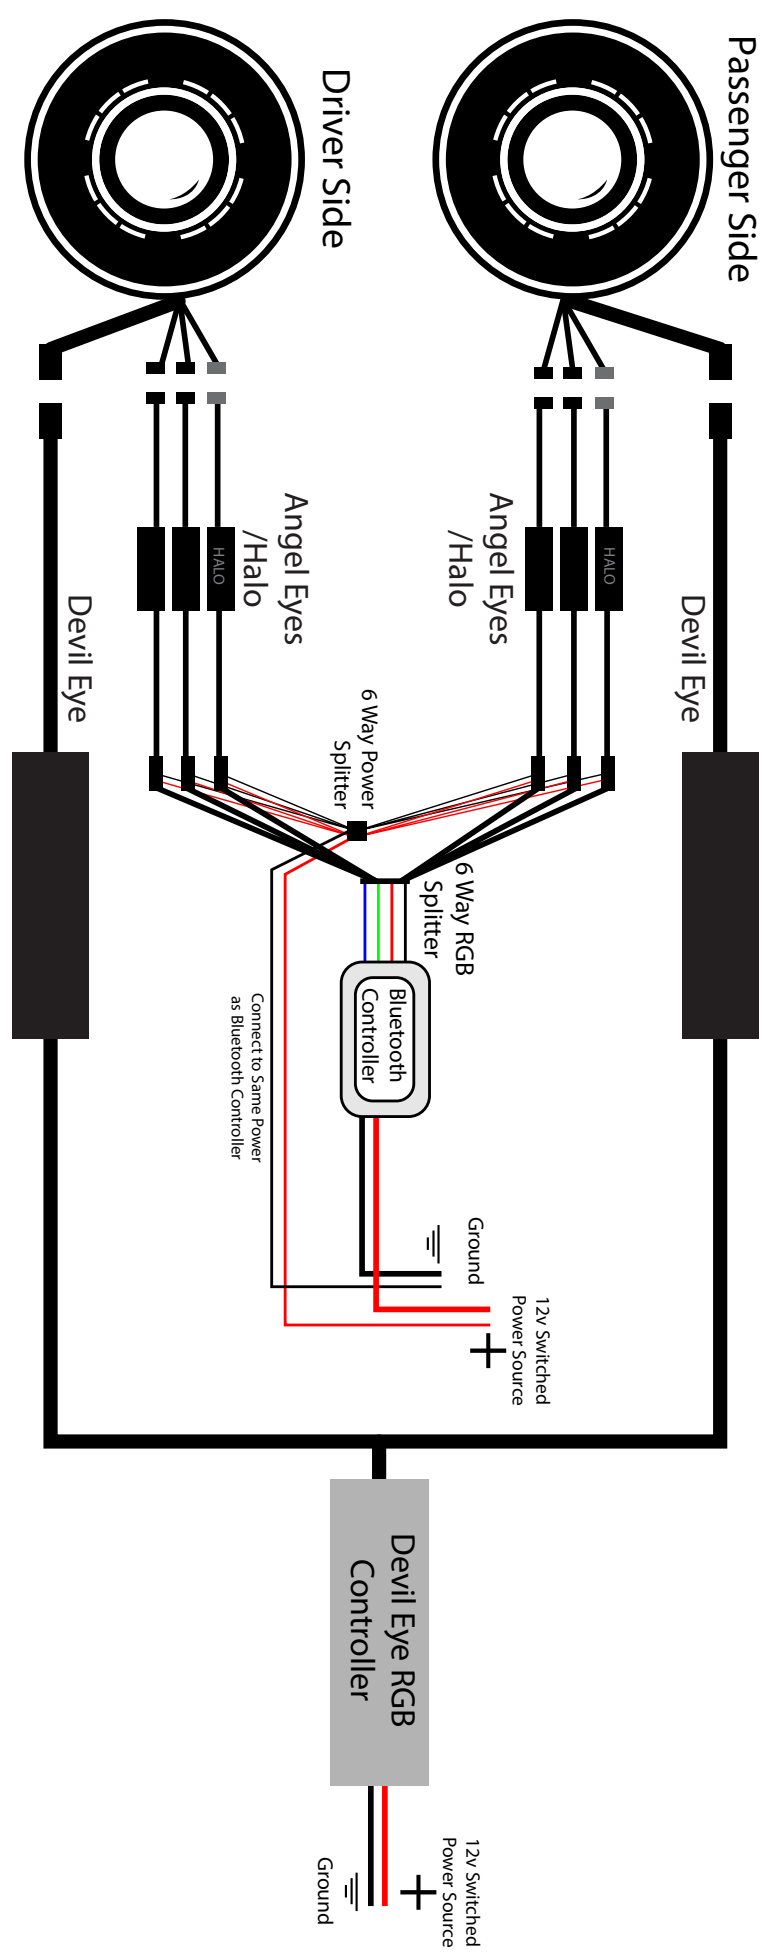 Passenger Side
Driver Side
Angel Eyes
/Halo
HALO
Devil Eye
Angel Eyes
/Halo
HALO
Devil Eye
6 Way Power
Splitter
6 Way RGB
Splitter
Bluetooth
Controller
Connect to Same Power
as Bluetooth Controller
Ground
12v Switched
Power Source
Devil Eye RGB
Controller
12v Switched
Power Source
Ground